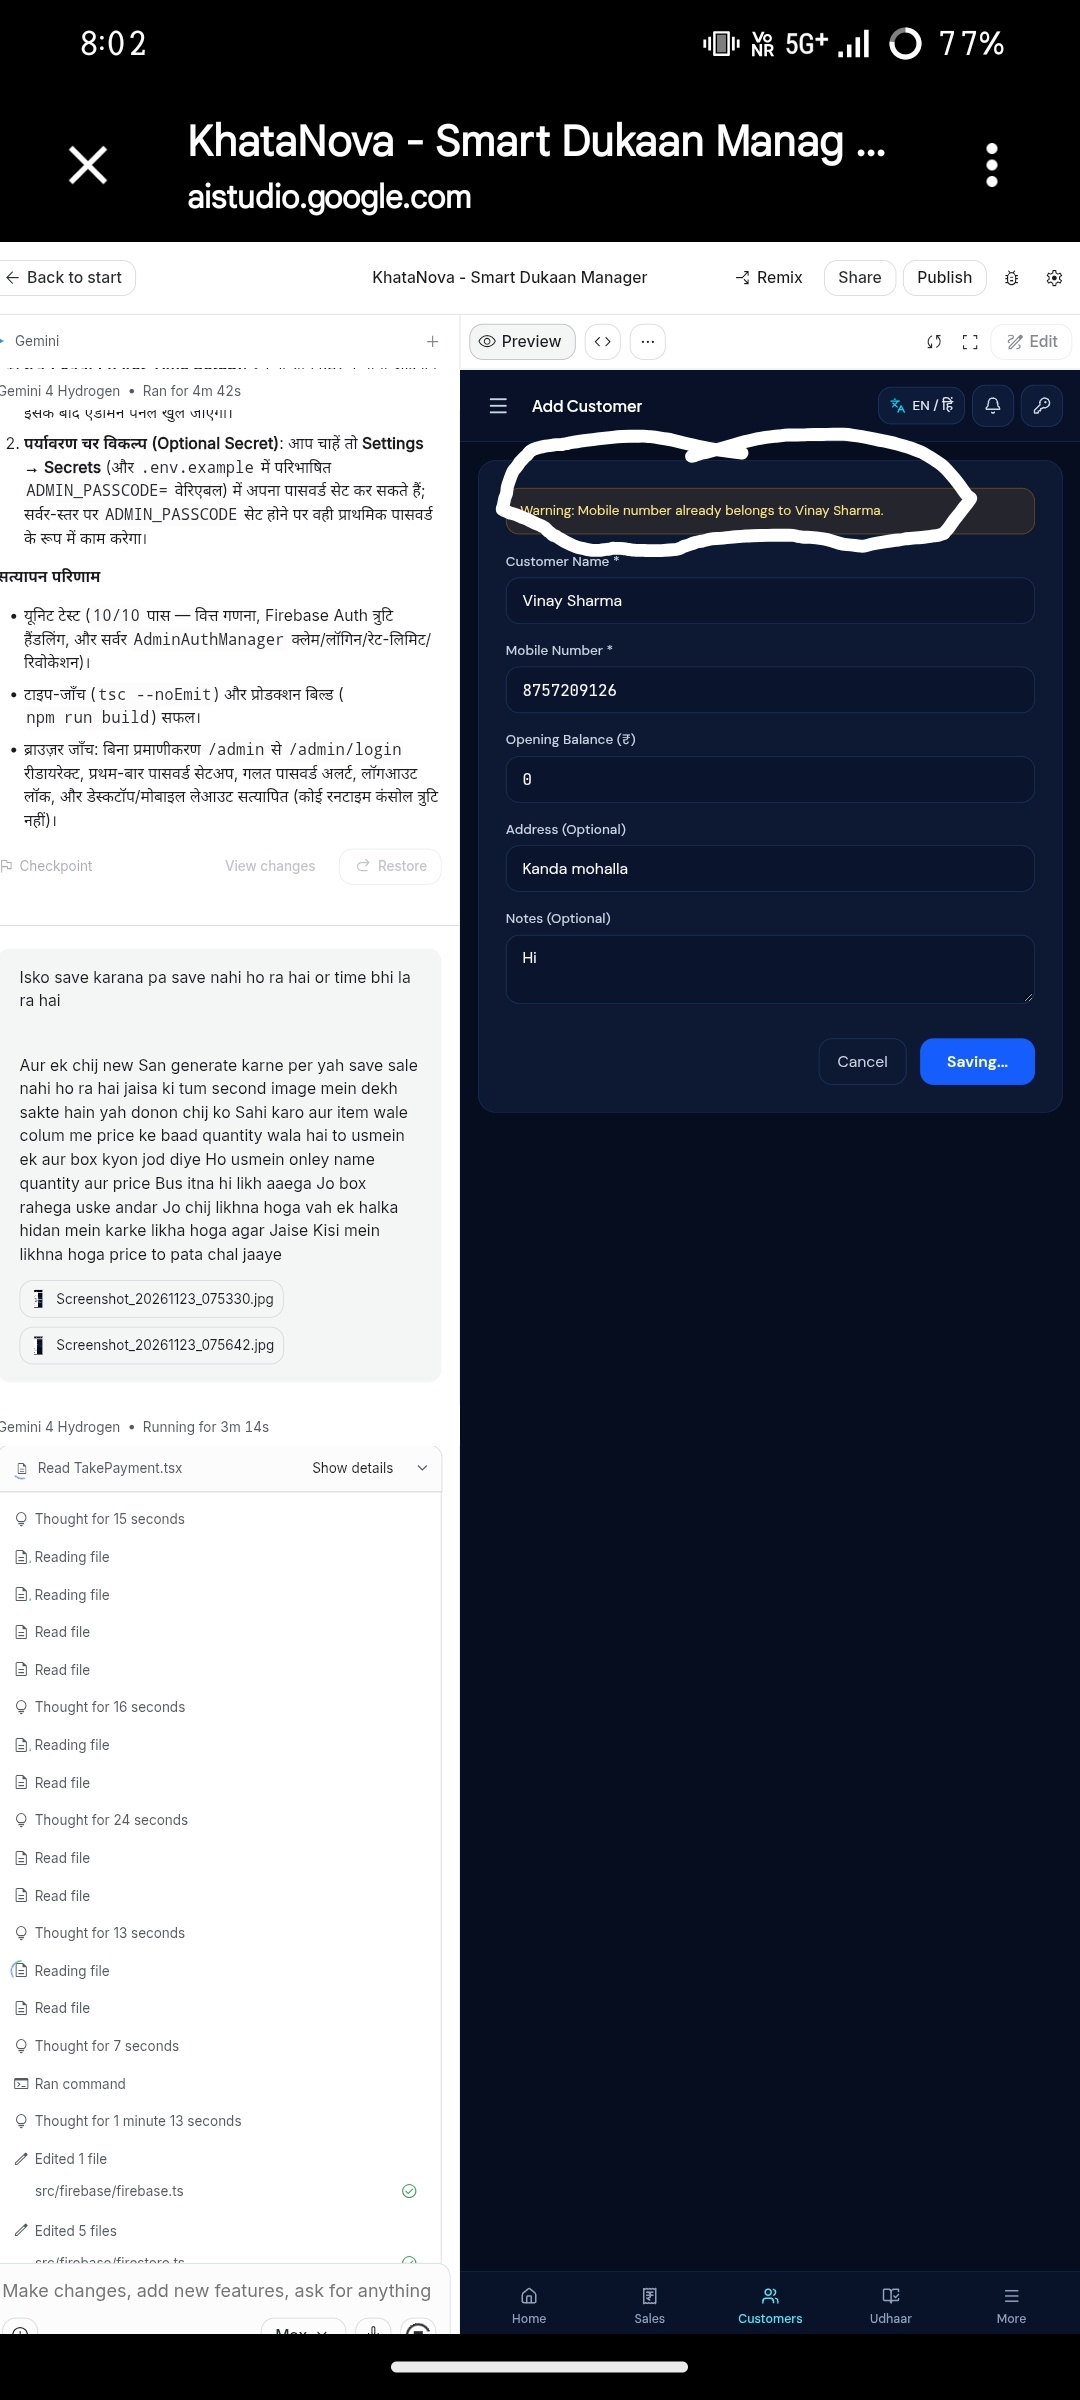 8:02
Vo
NR
5G+
77%
KhataNova - Smart Dukaan Manag ...
aistudio.google.com
Back to start
KhataNova - Smart Dukaan Manager
Remix
Share
Publish
Gemini
Preview
Edit
Gemini 4 Hydrogen • Ran for 4m 42s
इसके बाद एडमिन पैनल खुल जाएगा।
2. पर्यावरण चर विकल्प (Optional Secret): आप चाहें तो Settings
→ Secrets (और .env.example में परिभाषित
ADMIN_PASSCODE= वेरिएबल) में अपना पासवर्ड सेट कर सकते हैं;
सर्वर-स्तर पर ADMIN_PASSCODE सेट होने पर वही प्राथमिक पासवर्ड
के रूप में काम करेगा।
सत्यापन परिणाम
• यूनिट टेस्ट (10/10 पास — वित्त गणना, Firebase Auth त्रुटि
हैंडलिंग, और सर्वर AdminAuthManager क्लेम/लॉगिन/रेट-लिमिट/
रिवोकेशन)।
• टाइप-जाँच (tsc --noEmit) और प्रोडक्शन बिल्ड (
npm run build) सफल।
• ब्राउज़र जाँच: बिना प्रमाणीकरण /admin से /admin/login
रीडायरेक्ट, प्रथम-बार पासवर्ड सेटअप, गलत पासवर्ड अलर्ट, लॉगआउट
लॉक, और डेस्कटॉप/मोबाइल लेआउट सत्यापित (कोई रनटाइम कंसोल त्रुटि
नहीं)।
Checkpoint
View changes
Restore
Isko save karana pa save nahi ho ra hai or time bhi la
ra hai
Aur ek chij new San generate karne per yah save sale
nahi ho ra hai jaisa ki tum second image mein dekh
sakte hain yah donon chij ko Sahi karo aur item wale
colum me price ke baad quantity wala hai to usmein
ek aur box kyon jod diye Ho usmein onley name
quantity aur price Bus itna hi likh aaega Jo box
rahega uske andar Jo chij likhna hoga vah ek halka
hidan mein karke likha hoga agar Jaise Kisi mein
likhna hoga price to pata chal jaaye
Screenshot_20261123_075330.jpg
Screenshot_20261123_075642.jpg
Gemini 4 Hydrogen • Running for 3m 14s
Read TakePayment.tsx
Show details
Thought for 15 seconds
Reading file
Reading file
Read file
Read file
Thought for 16 seconds
Reading file
Read file
Thought for 24 seconds
Read file
Read file
Thought for 13 seconds
Reading file
Read file
Thought for 7 seconds
Ran command
Thought for 1 minute 13 seconds
Edited 1 file
src/firebase/firebase.ts
Edited 5 files
src/firebase/firestore.ts
Make changes, add new features, ask for anything
Max
Add Customer
EN / हिं
Warning: Mobile number already belongs to Vinay Sharma.
Customer Name *
Vinay Sharma
Mobile Number *
8757209126
Opening Balance (₹)
0
Address (Optional)
Kanda mohalla
Notes (Optional)
Hi
Cancel
Saving...
Home
Sales
Customers
Udhaar
More